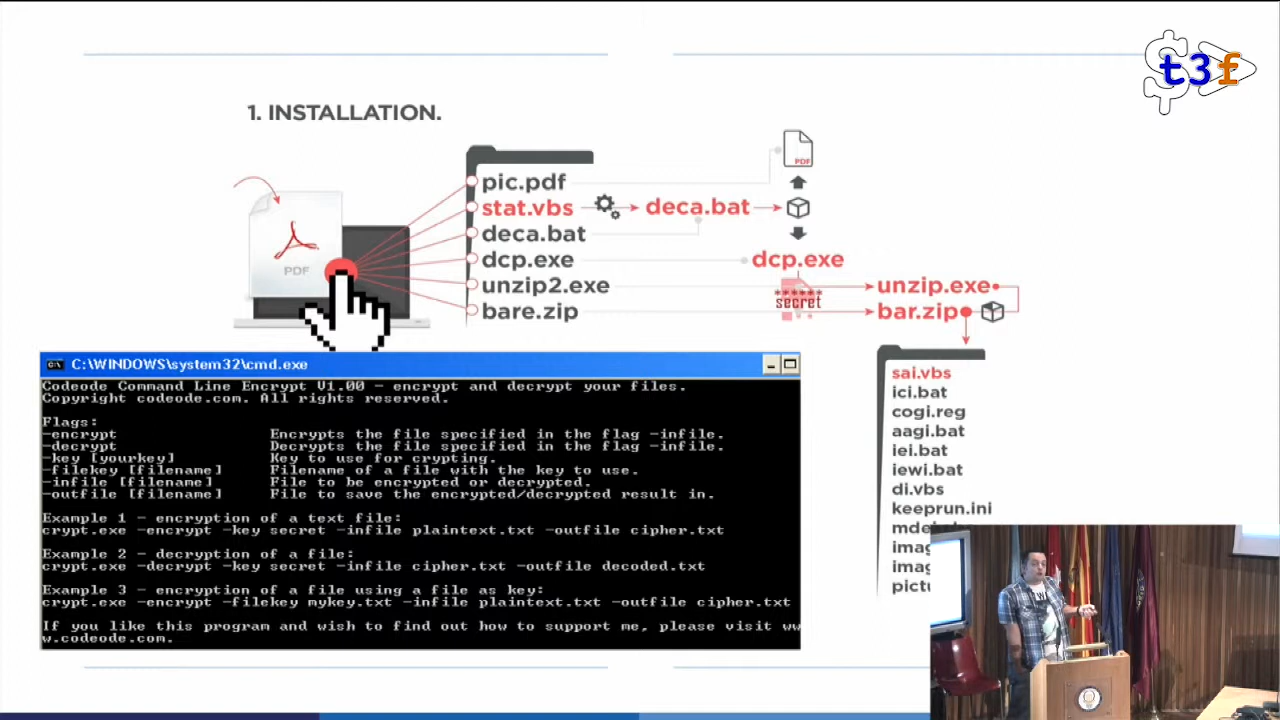 t3f
1. INSTALLATION.
PDF
pic.pdf
stat.vbs
deca.bat
dcp.exe
unzip2.exe
bare.zip
deca.bat
PDF
dcp.exe
******
secret
unzip.exe
bar.zip
sai.vbs
ici.bat
cogi.reg
aagi.bat
iei.bat
iewi.bat
di.vbs
keeprun.ini
C:\WINDOWS\system32\cmd.exe
Codeode Command Line Encrypt V1.00 - encrypt and decrypt your files.
Copyright codeode.com. All rights reserved.
Flags:
-encrypt Encrypts the file specified in the flag -infile.
-decrypt Decrypts the file specified in the flag -infile.
-key [yourkey] Key to use for crypting.
-filekey [filename] Filename of a file with the key to use.
-infile [filename] File to be encrypted or decrypted.
-outfile [filename] File to save the encrypted/decrypted result in.
Example 1 - encryption of a text file:
crypt.exe -encrypt -key secret -infile plaintext.txt -outfile cipher.txt
Example 2 - decryption of a file:
crypt.exe -decrypt -key secret -infile cipher.txt -outfile decoded.txt
Example 3 - encryption of a file using a file as key:
crypt.exe -encrypt -filekey mykey.txt -infile plaintext.txt -outfile cipher.txt
If you like this program and wish to find out how to support me, please visit ww
w.codeode.com.